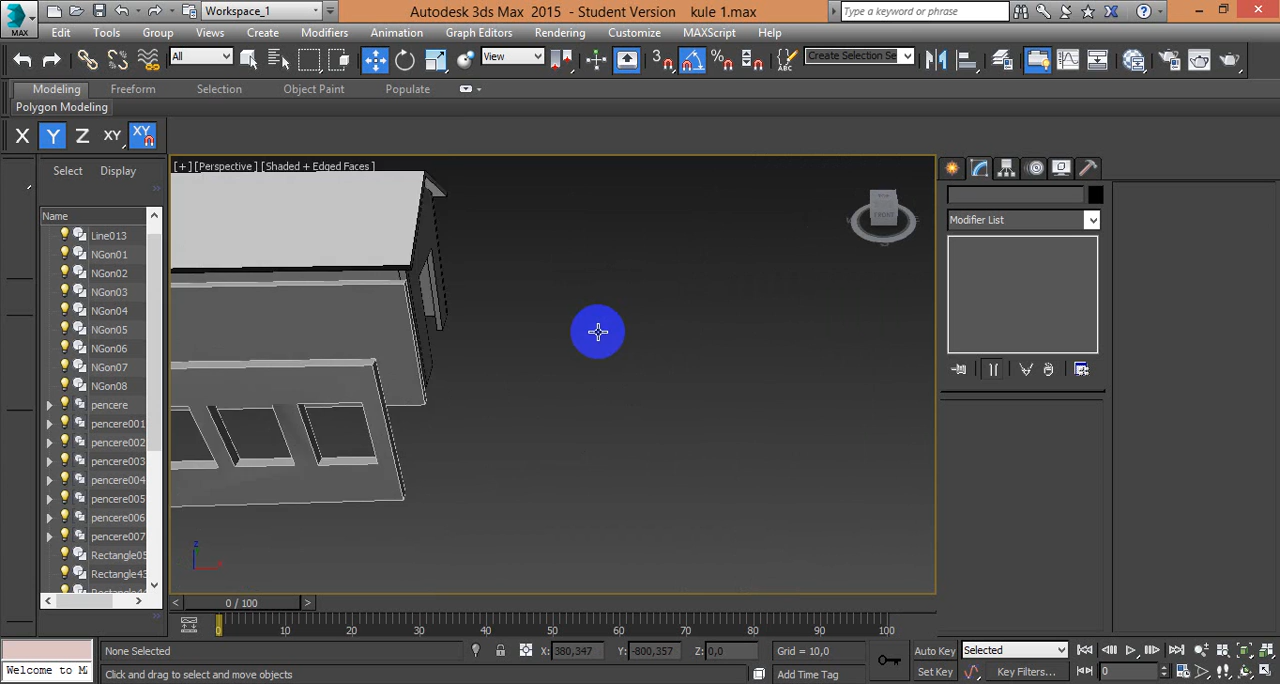 Workspace_1
Autodesk 3ds Max 2015 - Student Version kule 1.max
Type a keyword or phrase
MAX
Edit Tools Group Views Create Modifiers Animation Graph Editors Rendering Customize MAXScript Help
All
View
3
Create Selection Se
Modeling Freeform Selection Object Paint Populate
Polygon Modeling
X Y Z XY XY
Select Display
[+] [Perspective] [Shaded + Edged Faces]
FRONT
Name
Line013
NGon01
NGon02
NGon03
NGon04
NGon05
NGon06
NGon07
NGon08
pencere
pencere001
pencere002
pencere003
pencere004
pencere005
pencere006
pencere007
Rectangle05
Rectangle43
Modifier List
z
0 / 100
0 10 20 30 40 50 60 70 80 90 100
None Selected
X: 380,347 Y: -800,357 Z: 0,0 Grid = 10,0
Auto Key Selected
Welcome to M
Click and drag to select and move objects
Add Time Tag
Set Key Key Filters...
0